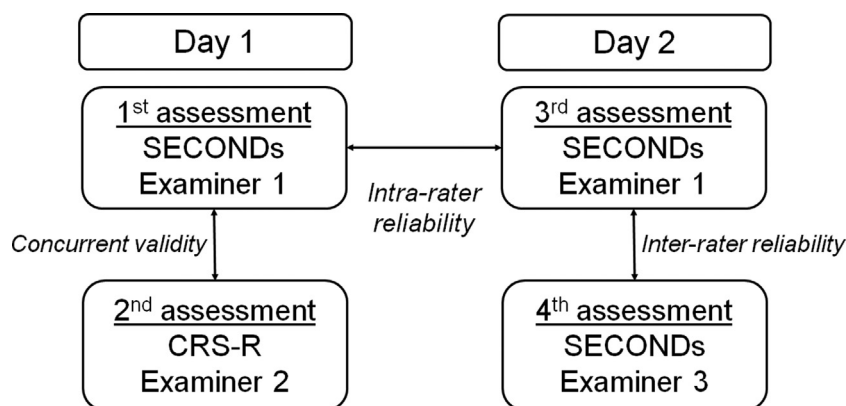 Day 1
Day 2
1st assessment
SECONDs
Examiner 1
3rd assessment
SECONDs
Examiner 1
Intra-rater
reliability
Concurrent validity
Inter-rater reliability
2nd assessment
CRS-R
Examiner 2
4th assessment
SECONDs
Examiner 3